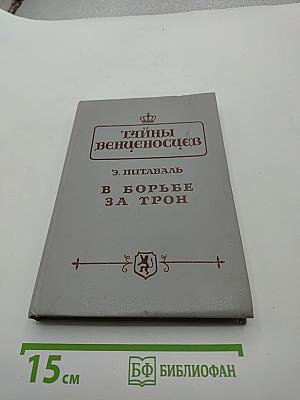 ТАЙНЫ
ВЕНЦЕНОСЦЕВ
Э. ПИТАВАЛЬ
В БОРЬБЕ
ЗА ТРОН
15 см
БФ БИБЛИОФАН